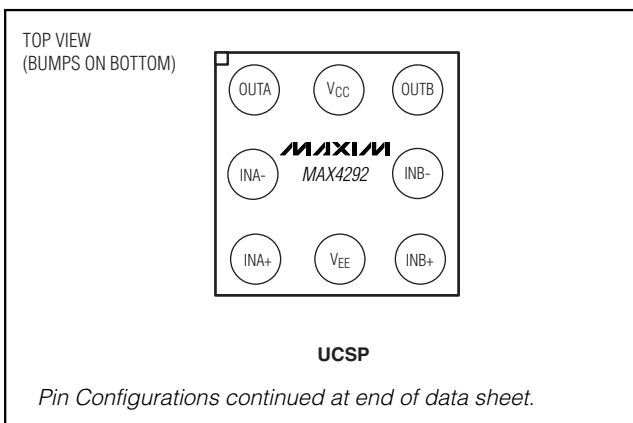 TOP VIEW
(BUMPS ON BOTTOM)
OUTA VCC OUTB
MAXIM
INA- MAX4292 INB-
INA+ VEE INB+
UCSP
Pin Configurations continued at end of data sheet.